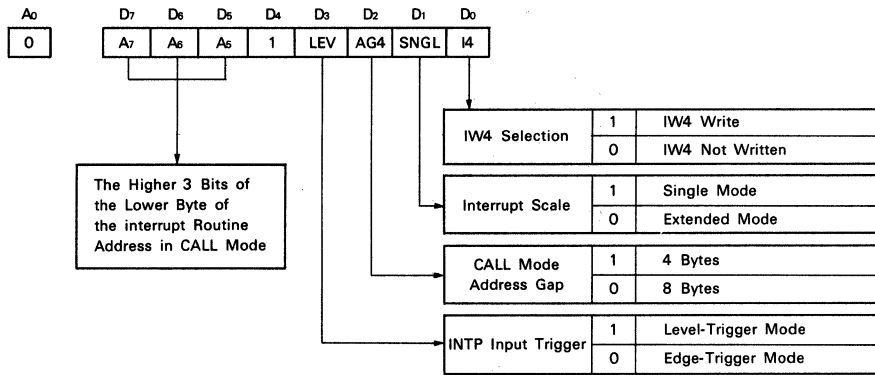 A0 D7 D6 D5 D4 D3 D2 D1 D0
0 A7 A6 A5 1 LEV AG4 SNGL I4
IW4 Selection
1 IW4 Write
0 IW4 Not Written
The Higher 3 Bits of
the Lower Byte of
the interrupt Routine
Address in CALL Mode
Interrupt Scale
1 Single Mode
0 Extended Mode
CALL Mode
Address Gap
1 4 Bytes
0 8 Bytes
INTP Input Trigger
1 Level-Trigger Mode
0 Edge-Trigger Mode